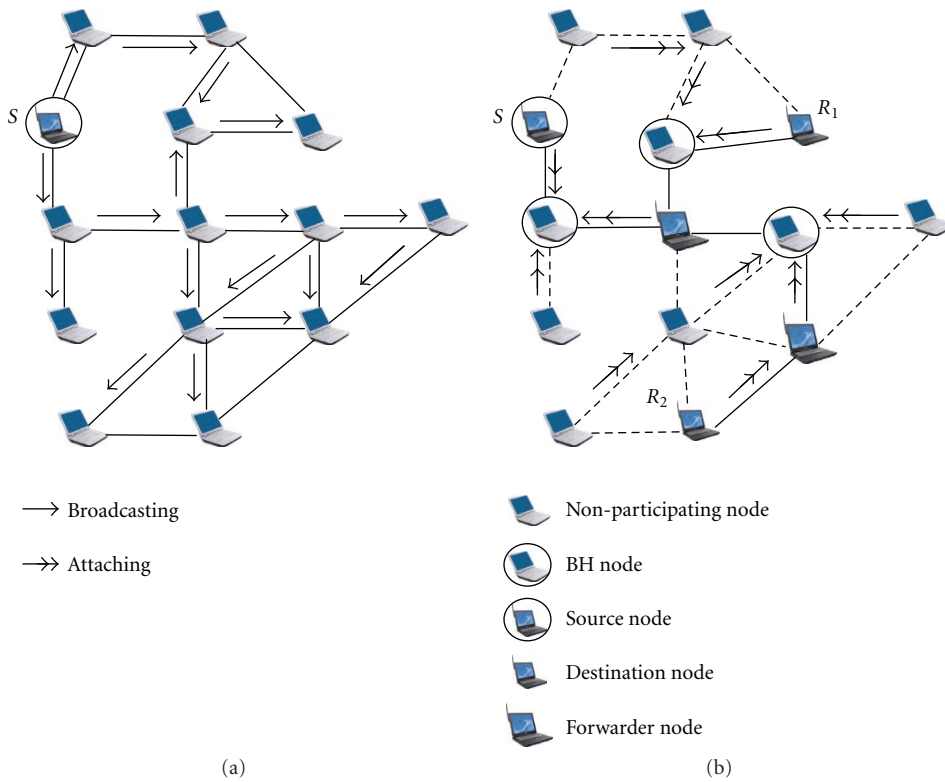 S
S
R1
R2
Broadcasting
Attaching
Non-participating node
BH node
Source node
Destination node
Forwarder node
(a)
(b)